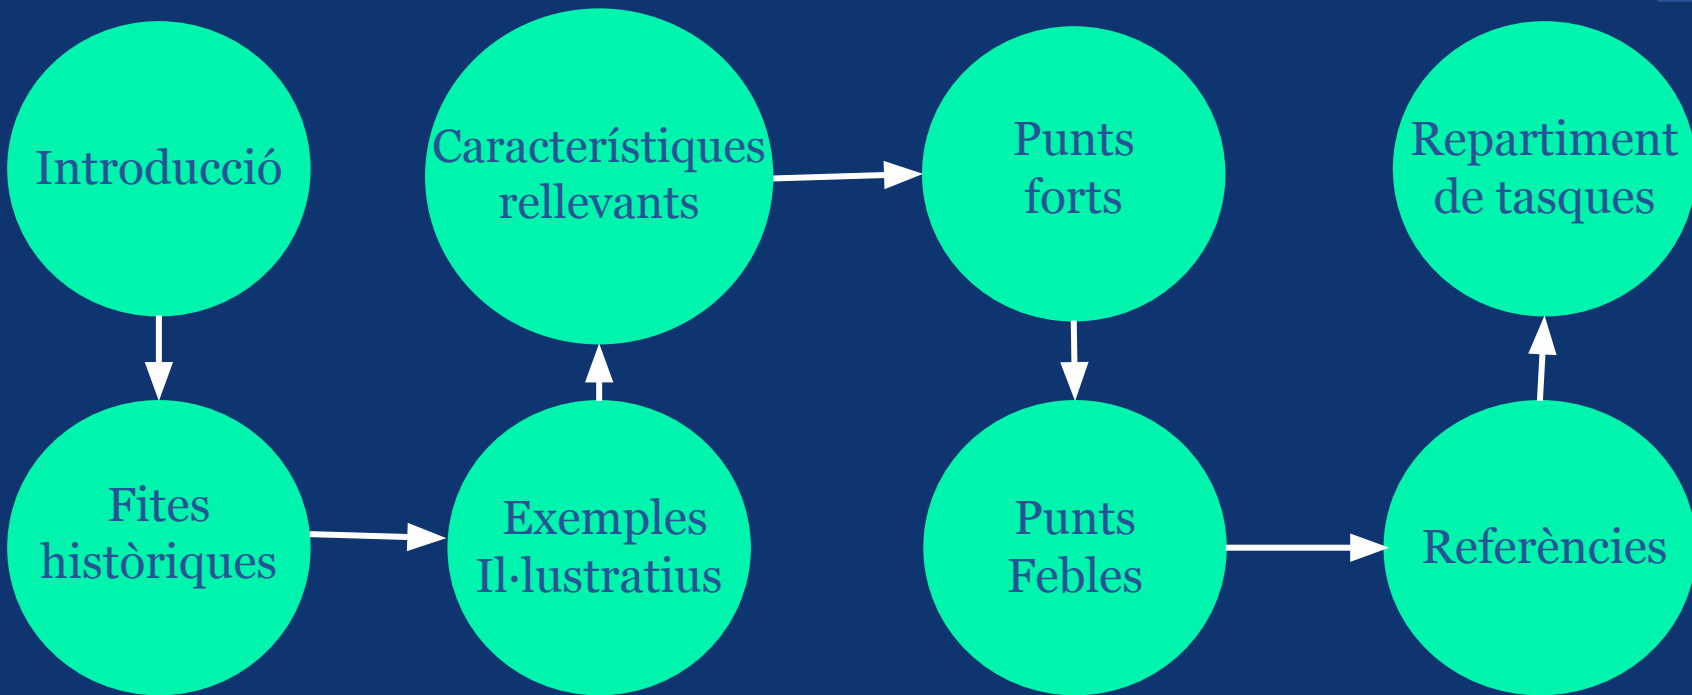 Introducció
Fites
històriques
Exemples
Il·lustratius
Característiques
rellevants
Punts
forts
Punts
Febles
Referències
Repartiment
de tasques